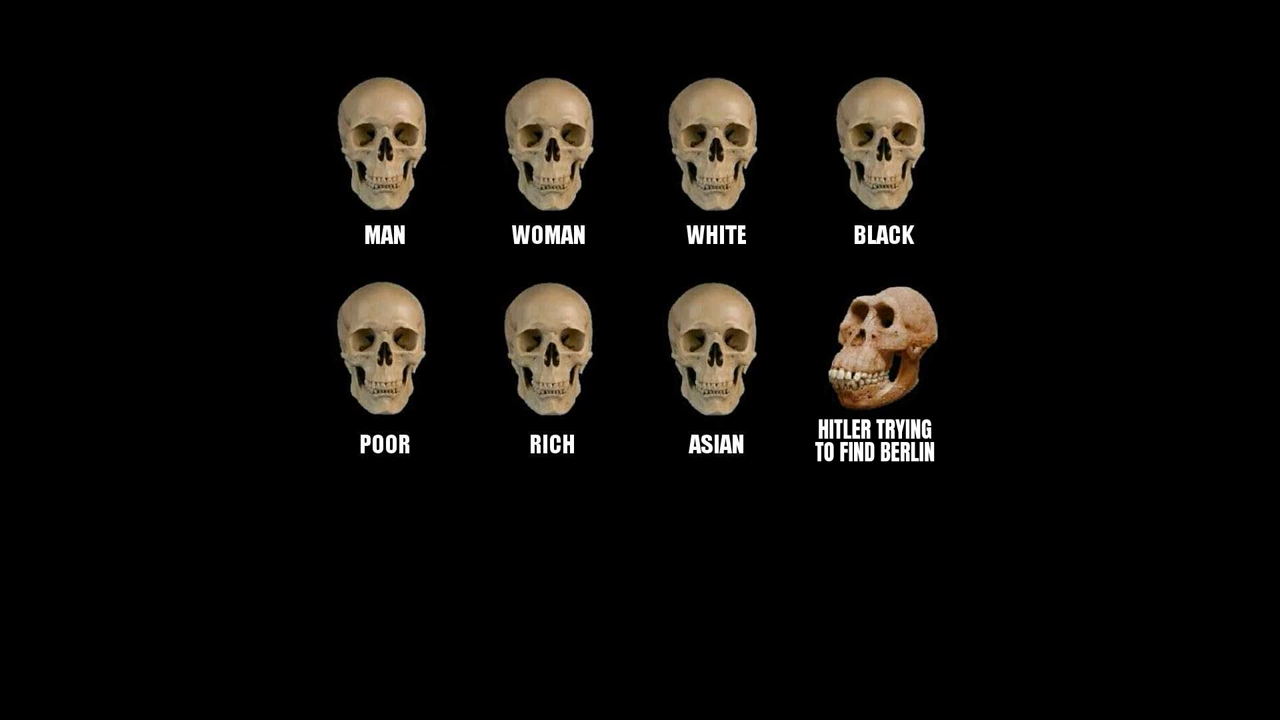 MAN
WOMAN
WHITE
BLACK
POOR
RICH
ASIAN
HITLER TRYING
TO FIND BERLIN